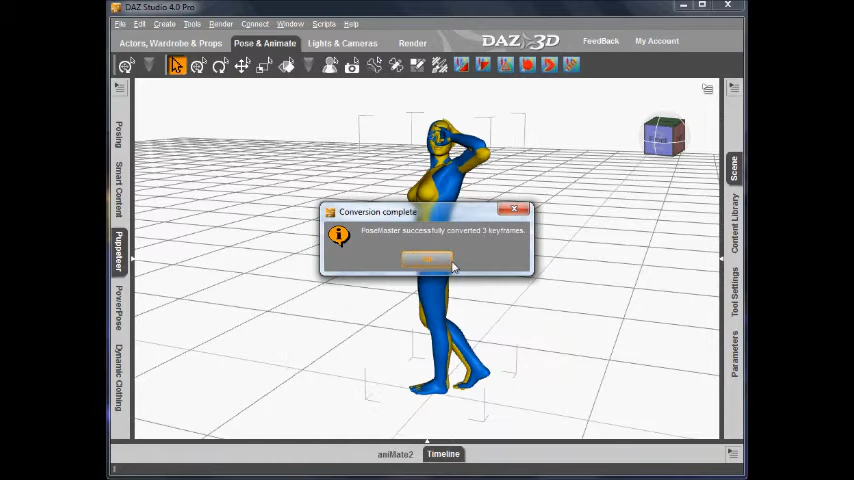 DAZ Studio 4.0 Pro
File Edit Create Tools Render Connect Window Scripts Help
Actors, Wardrobe & Props Pose & Animate Lights & Cameras Render DAZ 3D FeedBack My Account
Posing
Smart Content
Puppeteer
PowerPose
Dynamic Clothing
Front
Conversion complete
PoseMaster successfully converted 3 keyframes.
Scene
Content Library
Tool Settings
Parameters
aniMate2 Timeline